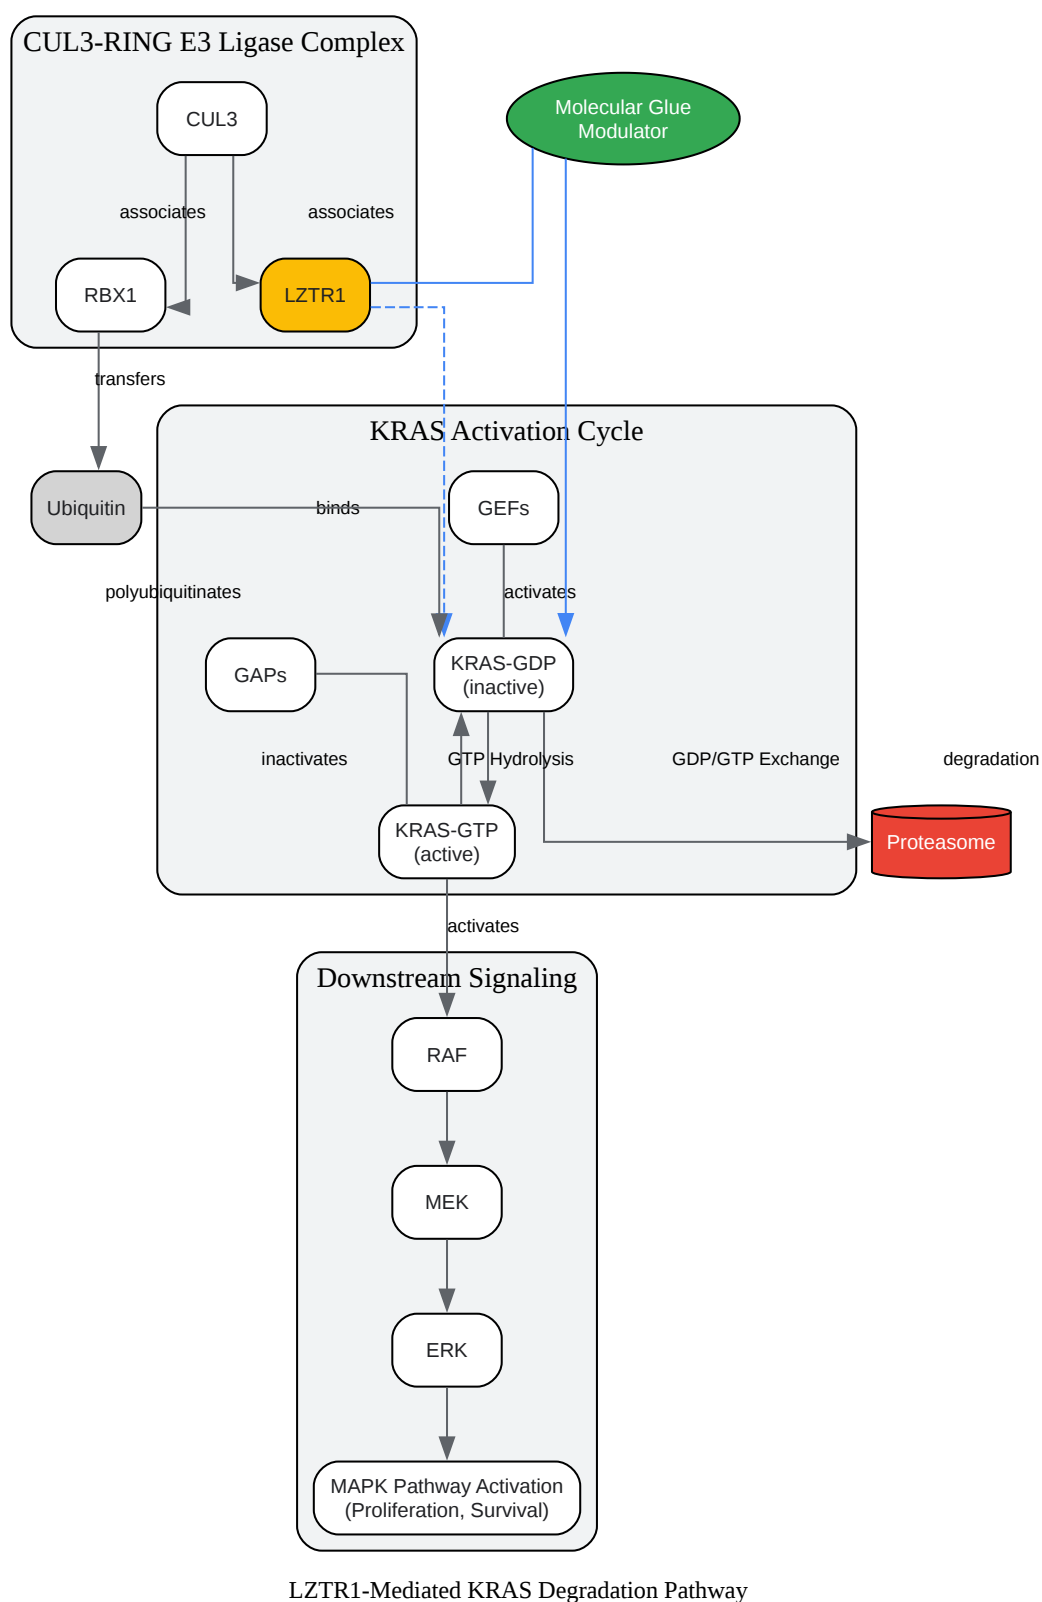 CUL3-RING E3 Ligase Complex
CUL3
Molecular Glue
Modulator
associates
associates
RBX1
LZTR1
transfers
KRAS Activation Cycle
Ubiquitin
binds
GEFs
polyubiquitinates
activates
GAPs
KRAS-GDP
(inactive)
inactivates
GTP Hydrolysis
GDP/GTP Exchange
degradation
KRAS-GTP
(active)
Proteasome
activates
Downstream Signaling
RAF
MEK
ERK
MAPK Pathway Activation
(Proliferation, Survival)
LZTR1-Mediated KRAS Degradation Pathway